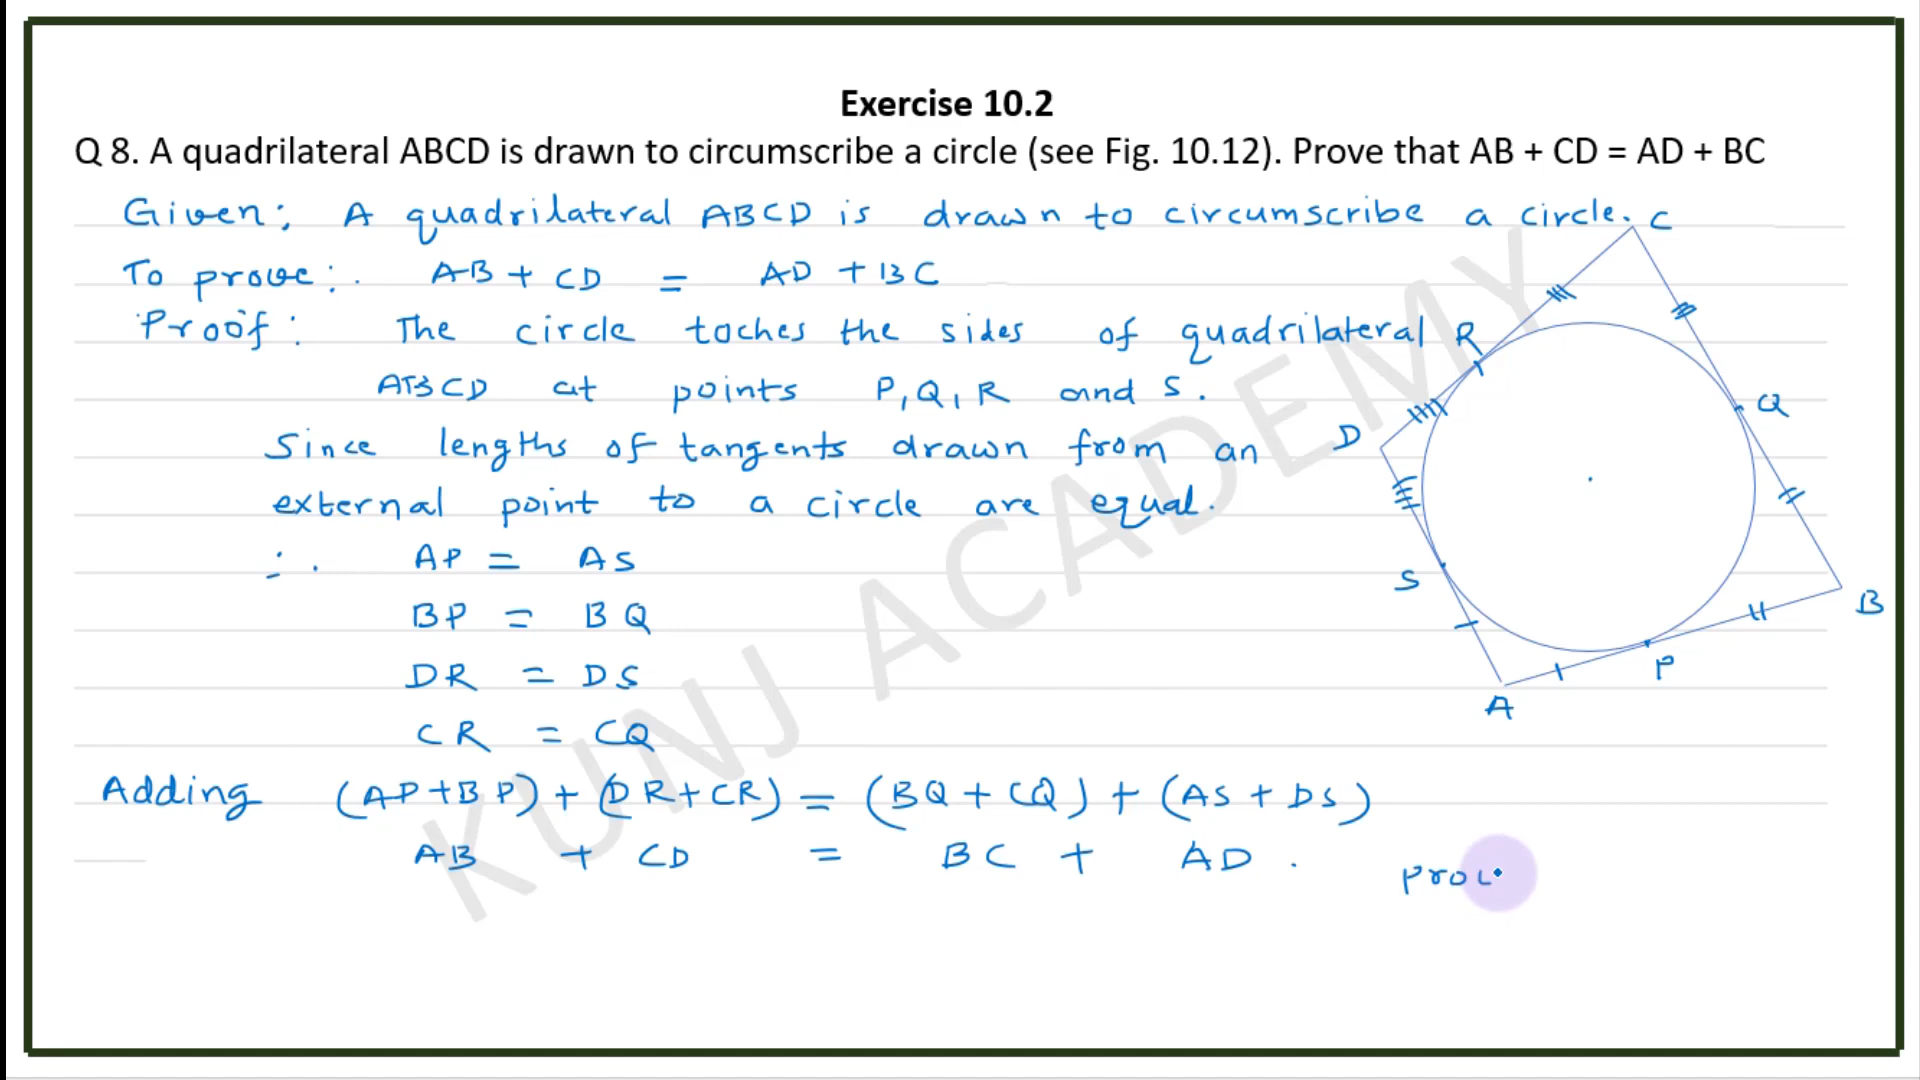 Exercise 10.2
Q 8. A quadrilateral ABCD is drawn to circumscribe a circle (see Fig. 10.12). Prove that AB + CD = AD + BC
Given: A quadrilateral ABCD is drawn to circumscribe a circle.
To prove: AB + CD = AD + BC
Proof: The circle toches the sides of quadrilateral
ABCD at points P, Q, R and S.
Since lengths of tangents drawn from an
external point to a circle are equal.
∴ AP = AS
BP = BQ
DR = DS
CR = CQ
Adding (AP+BP) + (DR+CR) = (BQ + CQ) + (AS + DS)
AB + CD = BC + AD .
Prov
C
R
Q
D
S
B
P
A
KUNJ ACADEMY